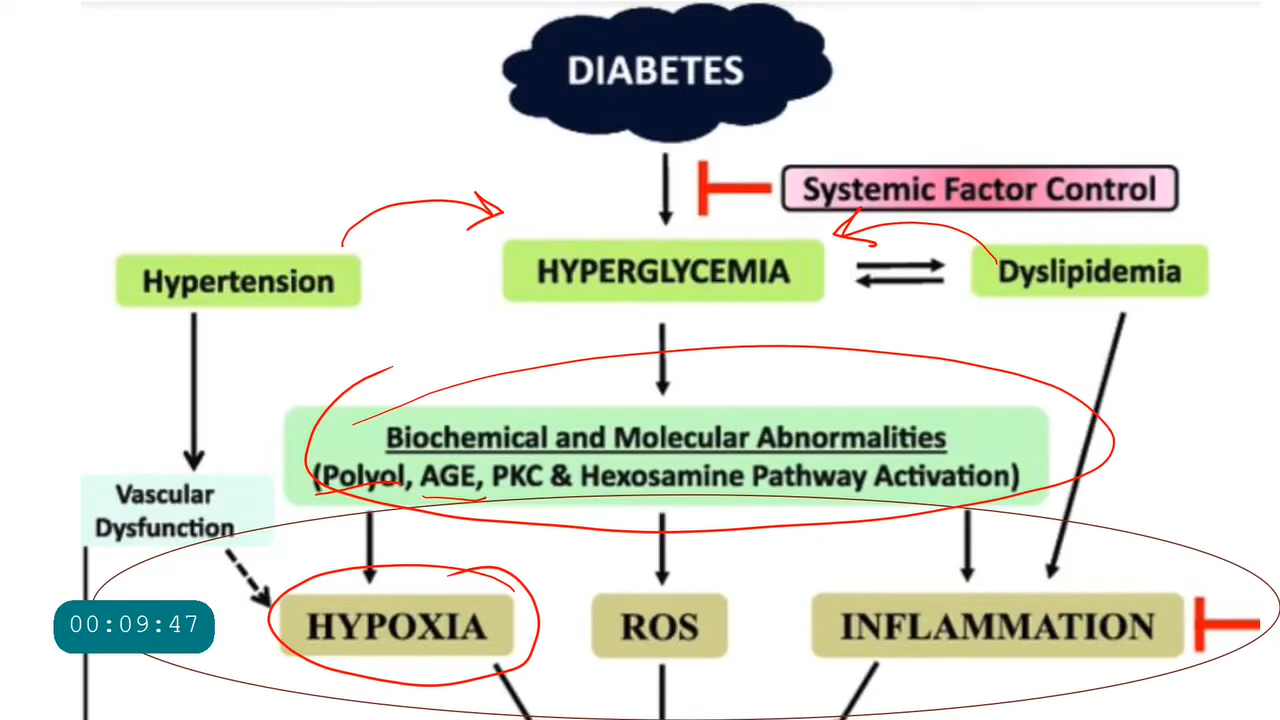 DIABETES
Systemic Factor Control
Hypertension
HYPERGLYCEMIA
Dyslipidemia
Biochemical and Molecular Abnormalities
(Polyol, AGE, PKC & Hexosamine Pathway Activation)
Vascular
Dysfunction
HYPOXIA
ROS
INFLAMMATION
00:09:47